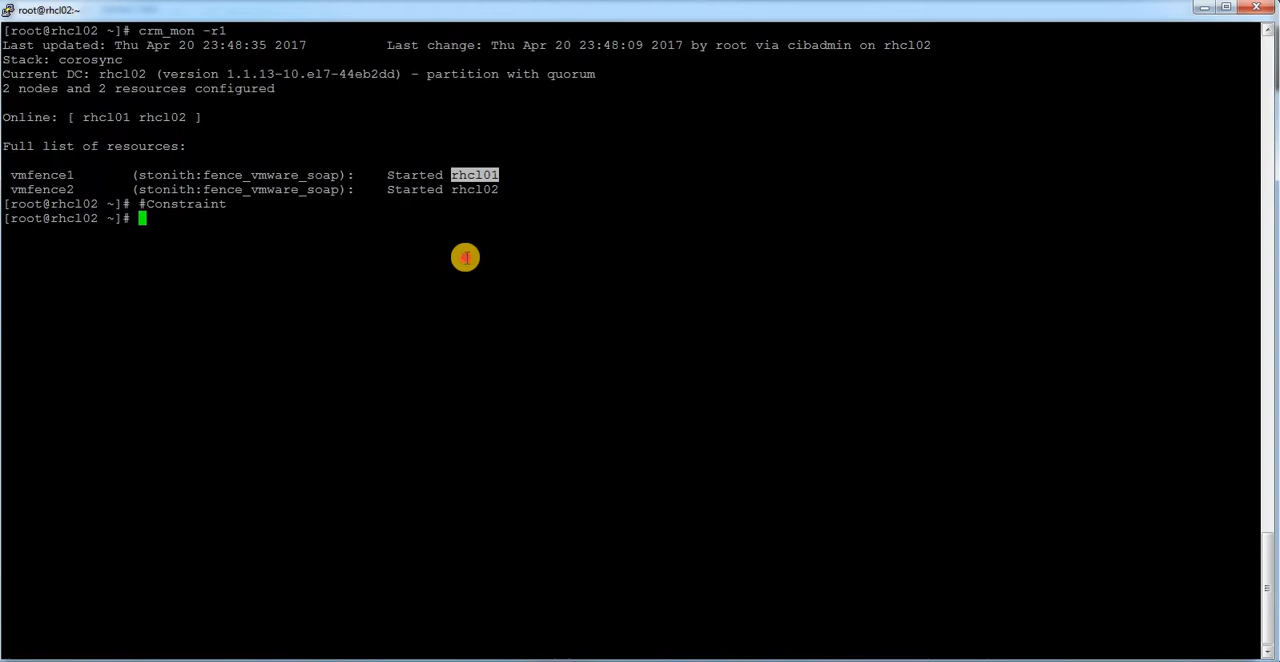 root@rhcl02:~
[root@rhcl02 ~]# crm_mon -r1
Last updated: Thu Apr 20 23:48:35 2017          Last change: Thu Apr 20 23:48:09 2017 by root via cibadmin on rhcl02
Stack: corosync
Current DC: rhcl02 (version 1.1.13-10.el7-44eb2dd) - partition with quorum
2 nodes and 2 resources configured
Online: [ rhcl01 rhcl02 ]
Full list of resources:
 vmfence1       (stonith:fence_vmware_soap):    Started rhcl01
 vmfence2       (stonith:fence_vmware_soap):    Started rhcl02
[root@rhcl02 ~]# #Constraint
[root@rhcl02 ~]#